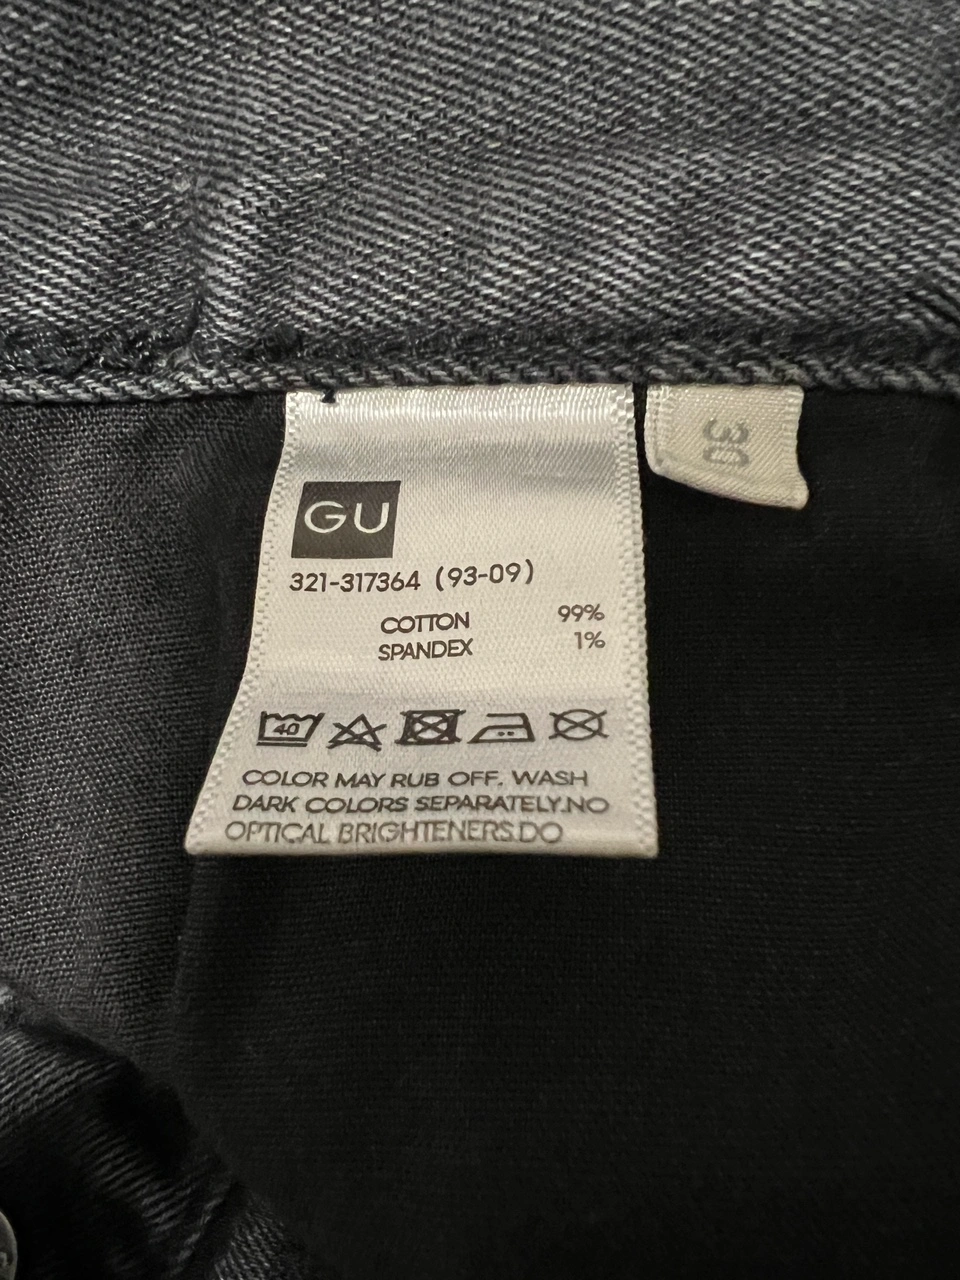 GU
30
321-317364 (93-09)
COTTON 99%
SPANDEX 1%
40
COLOR MAY RUB OFF. WASH
DARK COLORS SEPARATELY.NO
OPTICAL BRIGHTENERS.DO